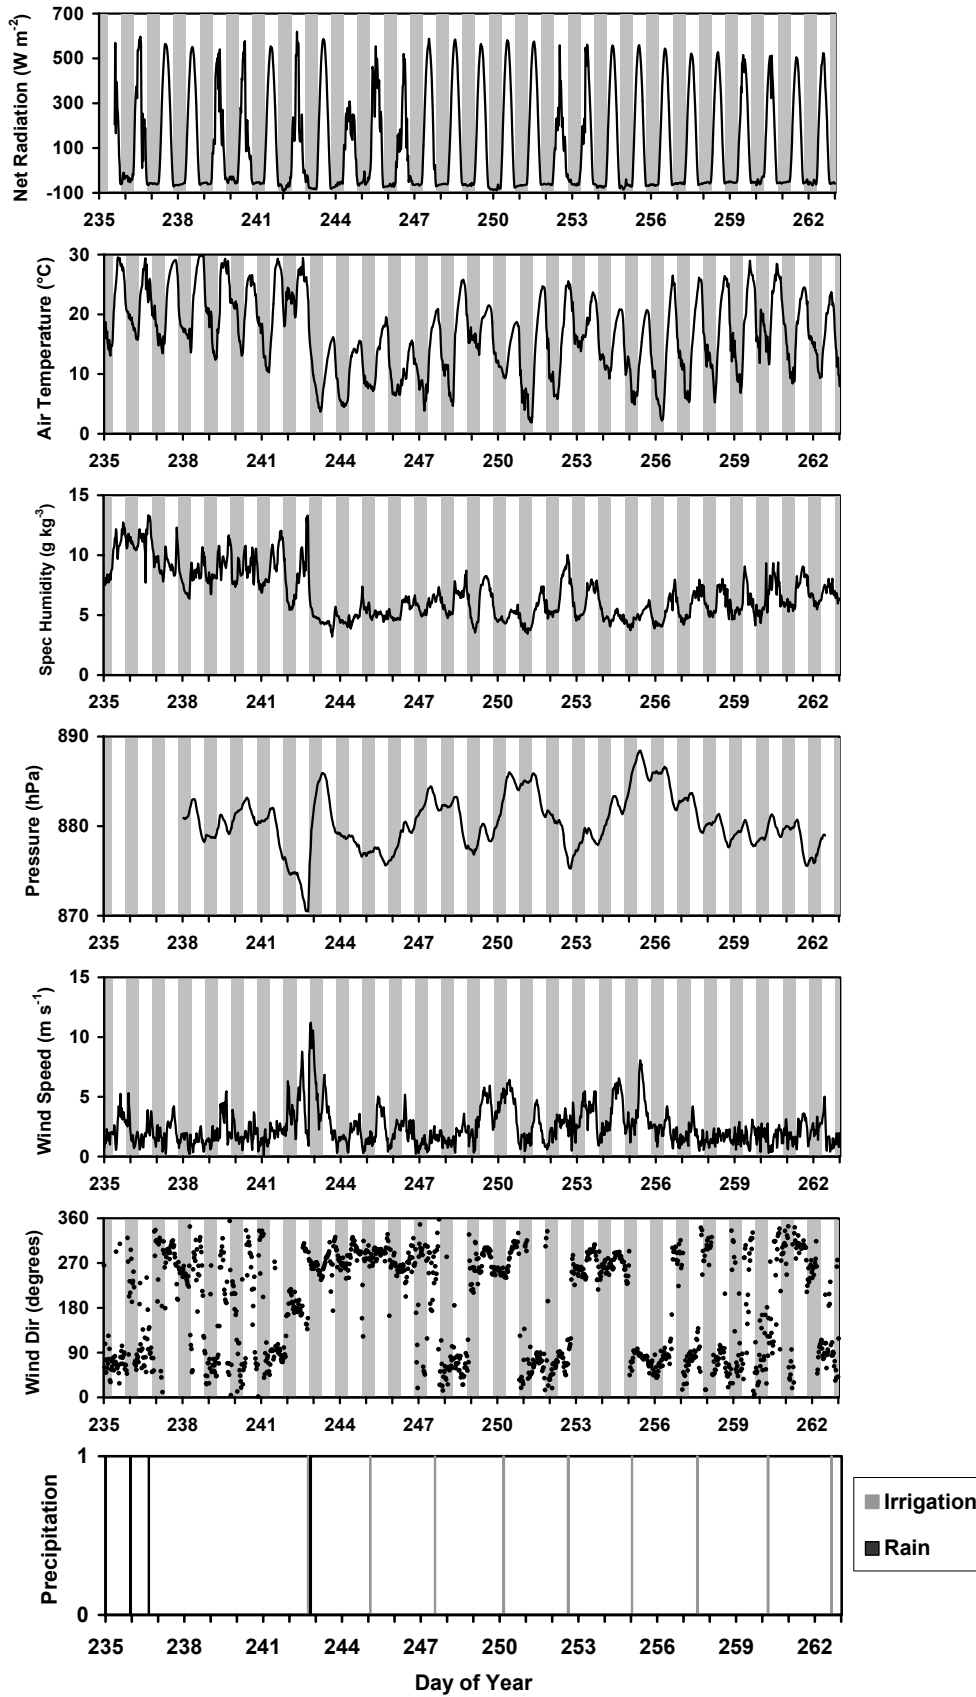 Net Radiation (W m-2)
700
500
300
100
-100
235 238 241 244 247 250 253 256 259 262
Air Temperature (°C)
30
20
10
0
235 238 241 244 247 250 253 256 259 262
Spec Humidity (g kg-3)
15
10
5
0
235 238 241 244 247 250 253 256 259 262
Pressure (hPa)
890
880
870
235 238 241 244 247 250 253 256 259 262
Wind Speed (m s-1)
15
10
5
0
235 238 241 244 247 250 253 256 259 262
Wind Dir (degrees)
360
270
180
90
0
235 238 241 244 247 250 253 256 259 262
Precipitation
1
0
235 238 241 244 247 250 253 256 259 262
Day of Year
Irrigation
Rain